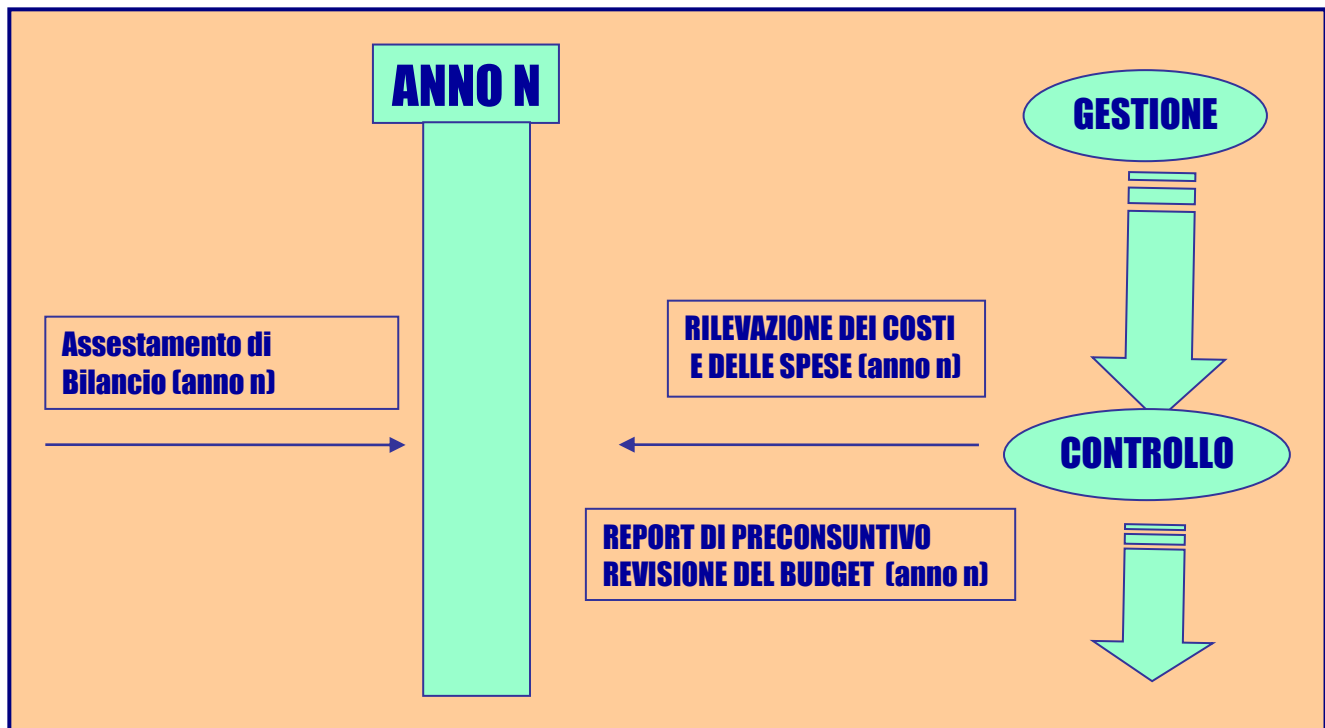 ANNO N
GESTIONE
Assestamento di
Bilancio (anno n)
RILEVAZIONE DEI COSTI
E DELLE SPESE (anno n)
CONTROLLO
REPORT DI PRECONSUNTIVO
REVISIONE DEL BUDGET (anno n)